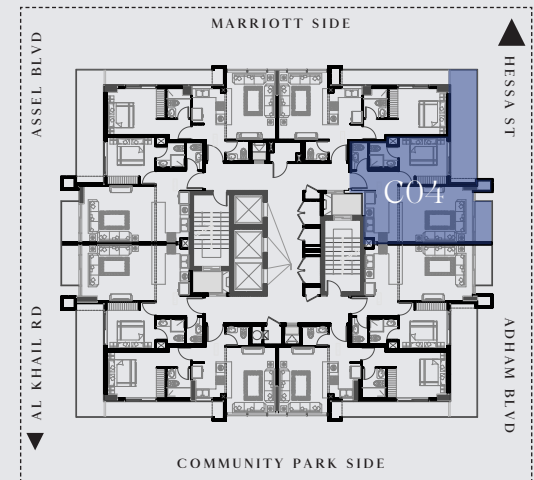 MARRIOTT SIDE
ASSEL BLVD
HESSA ST
C04
AL KHAIL RD
ADHAM BLVD
COMMUNITY PARK SIDE